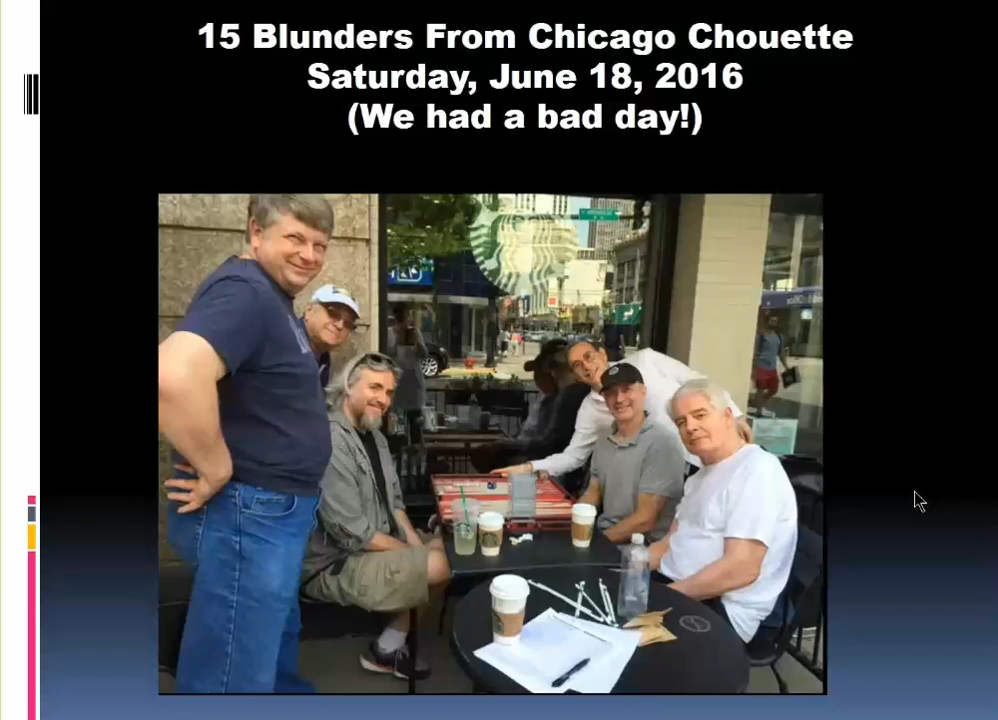 15 Blunders From Chicago Chouette
Saturday, June 18, 2016
(We had a bad day!)